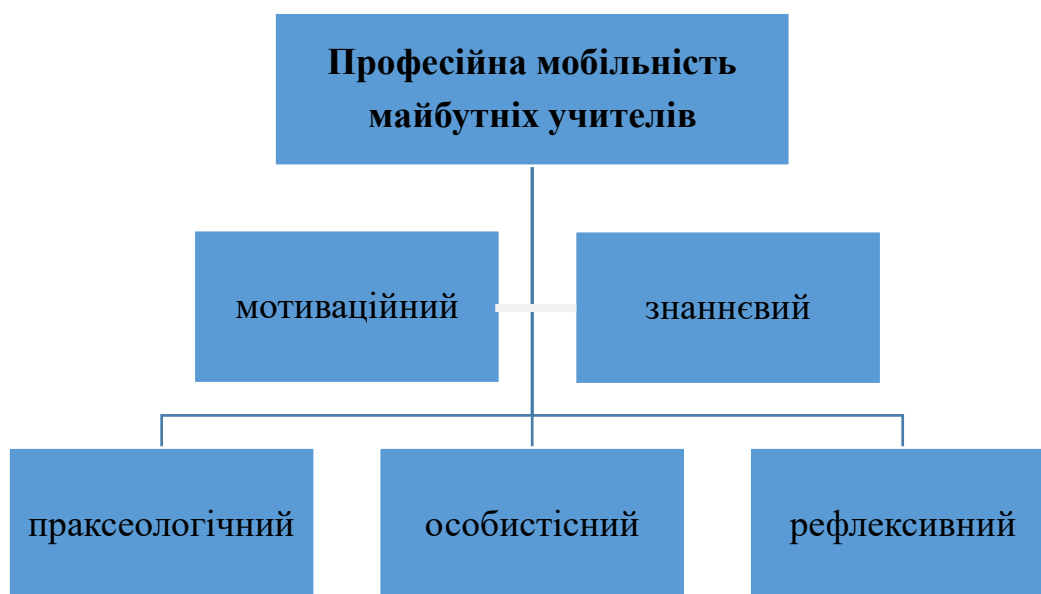 Професійна мобільність
майбутніх учителів
мотиваційний
знаннєвий
праксеологічний
особистісний
рефлексивний